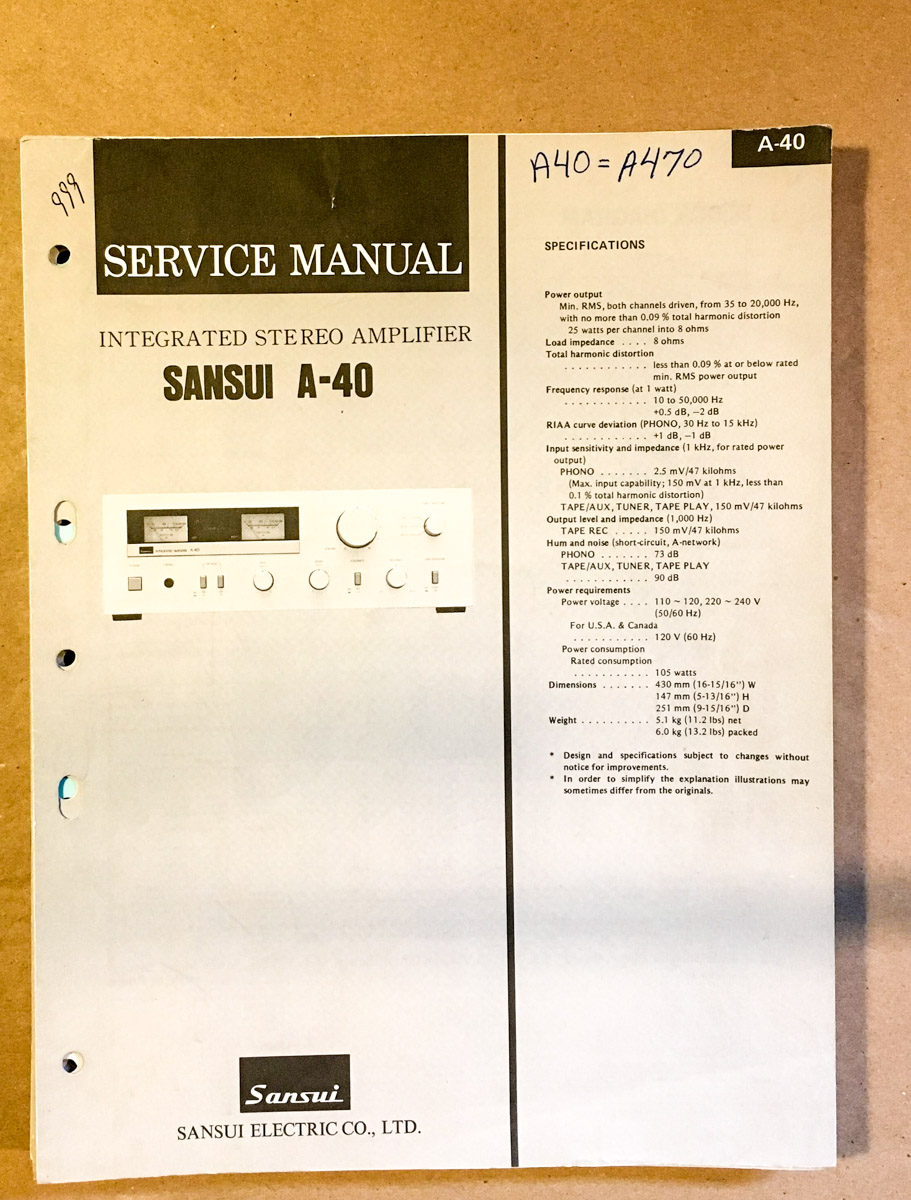 999
SERVICE MANUAL
INTEGRATED STEREO AMPLIFIER
SANSUI A-40
Sansui
SANSUI ELECTRIC CO., LTD.
A-40
A40 = A470
SPECIFICATIONS
Power output
Min. RMS, both channels driven, from 35 to 20,000 Hz,
with no more than 0.09 % total harmonic distortion
25 watts per channel into 8 ohms
Load impedance . . . . 8 ohms
Total harmonic distortion
. . . . . . . . . . . . less than 0.09 % at or below rated
min. RMS power output
Frequency response (at 1 watt)
. . . . . . . . . . . . 10 to 50,000 Hz
+0.5 dB, −2 dB
RIAA curve deviation (PHONO, 30 Hz to 15 kHz)
. . . . . . . . . . . . +1 dB, −1 dB
Input sensitivity and impedance (1 kHz, for rated power
output)
PHONO . . . . . . . 2.5 mV/47 kilohms
(Max. input capability; 150 mV at 1 kHz, less than
0.1 % total harmonic distortion)
TAPE/AUX, TUNER, TAPE PLAY, 150 mV/47 kilohms
Output level and impedance (1,000 Hz)
TAPE REC . . . . . 150 mV/47 kilohms
Hum and noise (short-circuit, A-network)
PHONO . . . . . . . 73 dB
TAPE/AUX, TUNER, TAPE PLAY
. . . . . . . . . . . . 90 dB
Power requirements
Power voltage . . . . 110 ~ 120, 220 ~ 240 V
(50/60 Hz)
For U.S.A. & Canada
. . . . . . . . . . . 120 V (60 Hz)
Power consumption
Rated consumption
. . . . . . . . . . . 105 watts
Dimensions . . . . . . . 430 mm (16-15/16") W
147 mm (5-13/16") H
251 mm (9-15/16") D
Weight . . . . . . . . . . 5.1 kg (11.2 lbs) net
6.0 kg (13.2 lbs) packed
* Design and specifications subject to changes without
notice for improvements.
* In order to simplify the explanation illustrations may
sometimes differ from the originals.